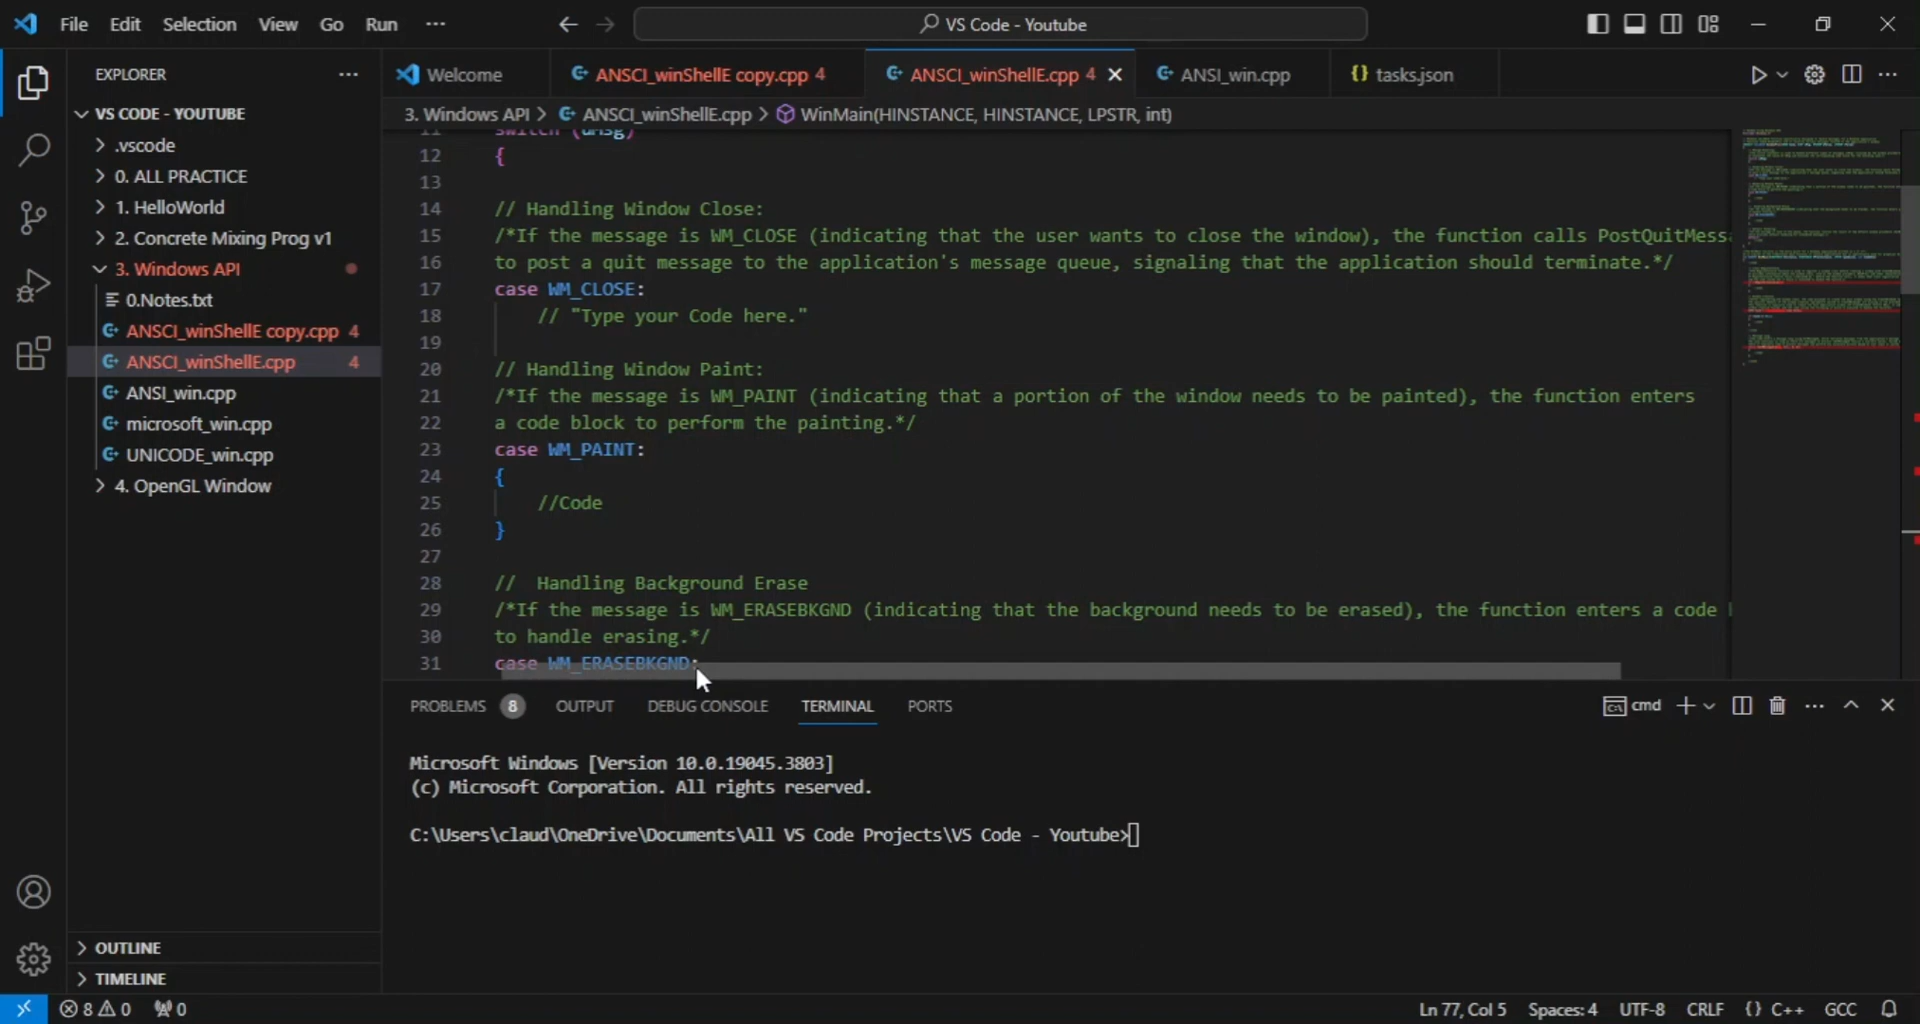 File Edit Selection View Go Run ··· VS Code - Youtube
EXPLORER ···
VS CODE - YOUTUBE
.vscode
0. ALL PRACTICE
1. HelloWorld
2. Concrete Mixing Prog v1
3. Windows API
0.Notes.txt
ANSCI_winShellE copy.cpp 4
ANSCI_winShellE.cpp 4
ANSI_win.cpp
microsoft_win.cpp
UNICODE_win.cpp
4. OpenGL Window
OUTLINE
TIMELINE
Welcome ANSCI_winShellE copy.cpp 4 ANSCI_winShellE.cpp 4 ANSI_win.cpp {} tasks.json
3. Windows API > ANSCI_winShellE.cpp > WinMain(HINSTANCE, HINSTANCE, LPSTR, int)
11 switch (uMsg)
12 {
13
14 // Handling Window Close:
15 /*If the message is WM_CLOSE (indicating that the user wants to close the window), the function calls PostQuitMessa
16 to post a quit message to the application's message queue, signaling that the application should terminate.*/
17 case WM_CLOSE:
18 // "Type your Code here."
19
20 // Handling Window Paint:
21 /*If the message is WM_PAINT (indicating that a portion of the window needs to be painted), the function enters
22 a code block to perform the painting.*/
23 case WM_PAINT:
24 {
25 //Code
26 }
27
28 //  Handling Background Erase
29 /*If the message is WM_ERASEBKGND (indicating that the background needs to be erased), the function enters a code
30 to handle erasing.*/
31 case WM_ERASEBKGND:
PROBLEMS 8 OUTPUT DEBUG CONSOLE TERMINAL PORTS cmd
Microsoft Windows [Version 10.0.19045.3803]
(c) Microsoft Corporation. All rights reserved.
C:\Users\claud\OneDrive\Documents\All VS Code Projects\VS Code - Youtube>
8 0 0 Ln 77, Col 5 Spaces: 4 UTF-8 CRLF {} C++ GCC